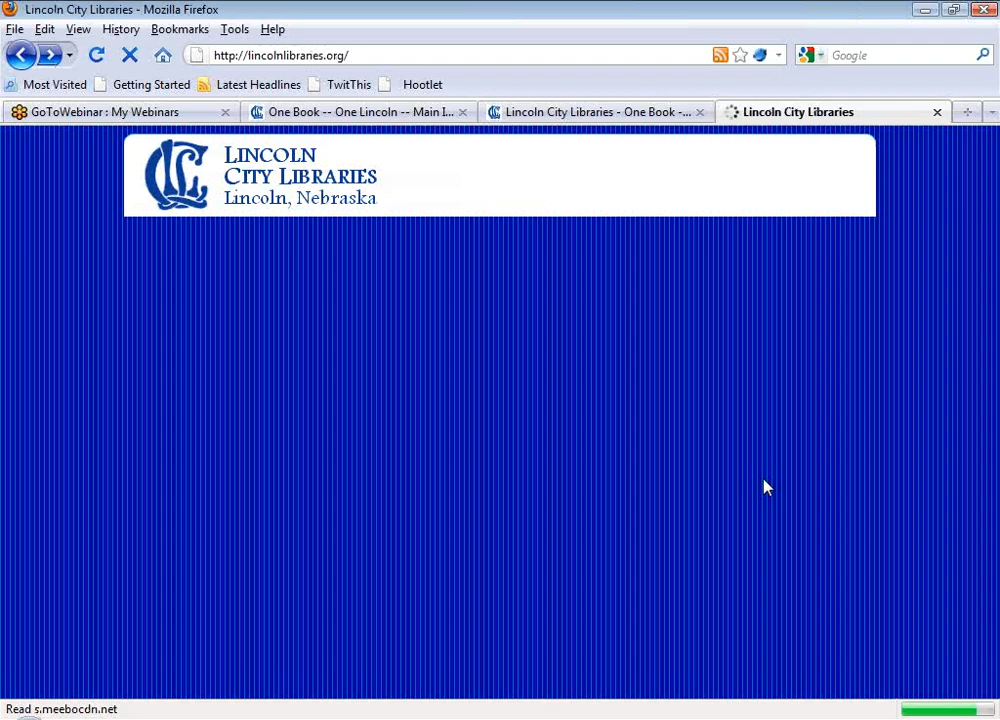 Lincoln City Libraries - Mozilla Firefox
File Edit View History Bookmarks Tools Help
http://lincolnlibraries.org/ Google
Most Visited Getting Started Latest Headlines TwitThis Hootlet
GoToWebinar : My Webinars One Book -- One Lincoln -- Main I... Lincoln City Libraries - One Book -... Lincoln City Libraries
LINCOLN
CITY LIBRARIES
Lincoln, Nebraska
Read s.meebocdn.net